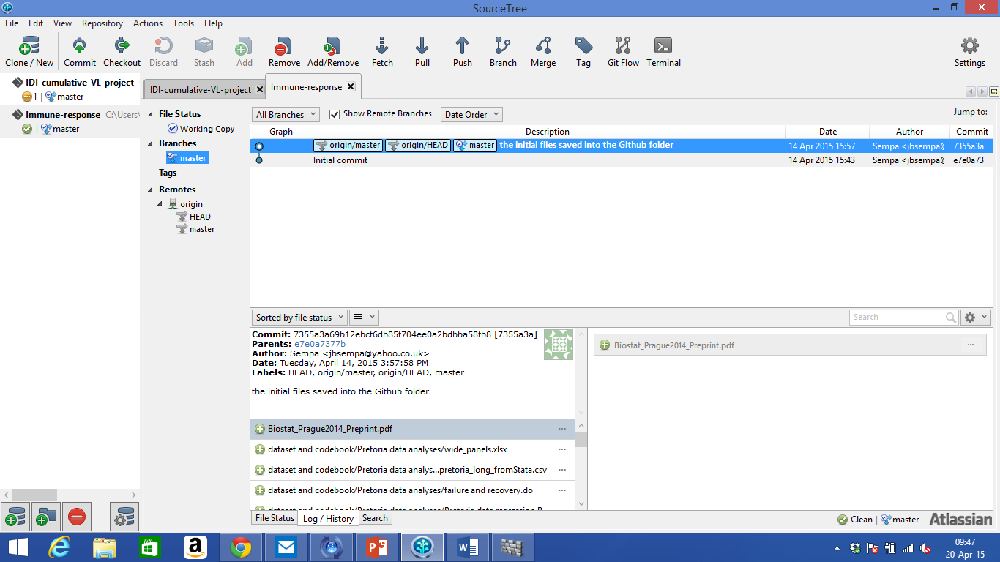 SourceTree
File Edit View Repository Actions Tools Help
Clone / New Commit Checkout Discard Stash Add Remove Add/Remove Fetch Pull Push Branch Merge Tag Git Flow Terminal Settings
IDI-cumulative-VL-project
1 | master
Immune-response C:\Users\
master
IDI-cumulative-VL-project Immune-response
File Status
Working Copy
Branches
master
Tags
Remotes
origin
HEAD
master
All Branches Show Remote Branches Date Order Jump to:
Graph Description Date Author Commit
origin/master origin/HEAD master the initial files saved into the Github folder 14 Apr 2015 15:57 Sempa <jbsempa@ 7355a3a
Initial commit 14 Apr 2015 15:43 Sempa <jbsempa@ e7e0a73
Sorted by file status Search
Commit: 7355a3a69b12ebcf6db85f704ee0a2bdbba58fb8 [7355a3a]
Parents: e7e0a7377b
Author: Sempa <jbsempa@yahoo.co.uk>
Date: Tuesday, April 14, 2015 3:57:58 PM
Labels: HEAD, origin/master, origin/HEAD, master
the initial files saved into the Github folder
Biostat_Prague2014_Preprint.pdf
dataset and codebook/Pretoria data analyses/wide_panels.xlsx
dataset and codebook/Pretoria data analys...pretoria_long_fromStata.csv
dataset and codebook/Pretoria data analyses/failure and recovery.do
dataset and codebook/Pretoria data analyses/Pretoria data regression.R
Biostat_Prague2014_Preprint.pdf
File Status Log / History Search
Clean | master Atlassian
09:47
20-Apr-15